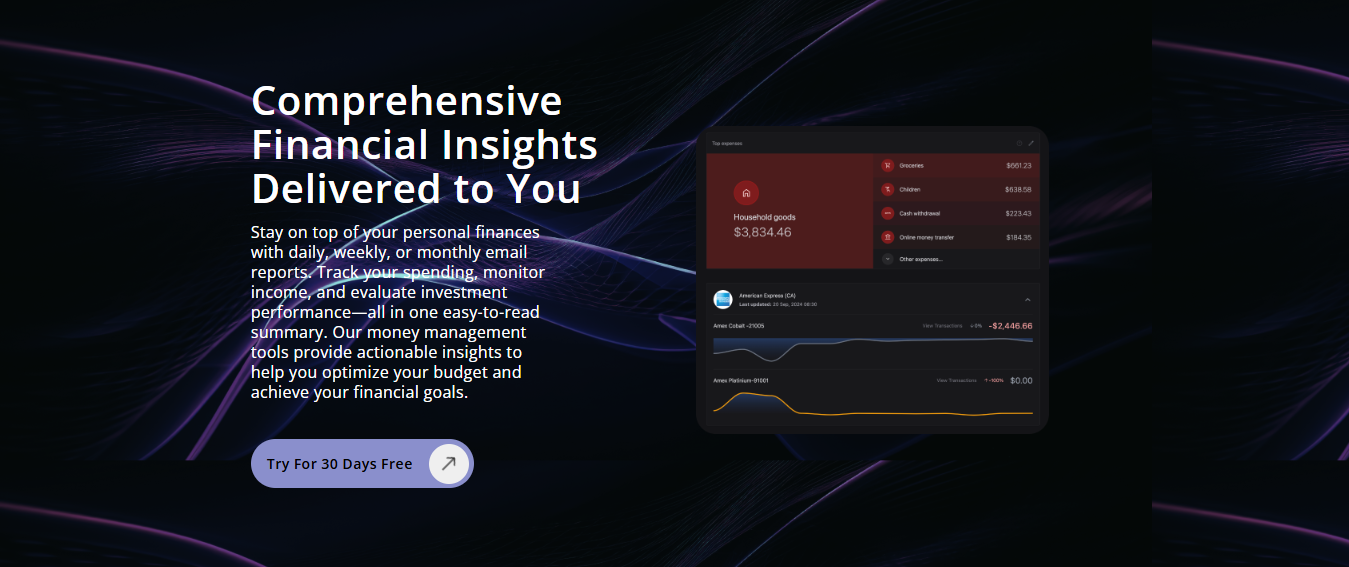 Comprehensive
Financial Insights
Delivered to You
Stay on top of your personal finances
with daily, weekly, or monthly email
reports. Track your spending, monitor
income, and evaluate investment
performance—all in one easy-to-read
summary. Our money management
tools provide actionable insights to
help you optimize your budget and
achieve your financial goals.
Try For 30 Days Free
Top expenses
Household goods
$3,834.46
Groceries $661.23
Children $638.58
Cash withdrawal $223.43
Online money transfer $184.35
Other expenses...
American Express (CA)
Last updated: 20 Sep, 2024 00:30
Amex Cobalt -21005 View Transactions 0% -$2,446.66
Amex Platinium-91001 View Transactions -100% $0.00